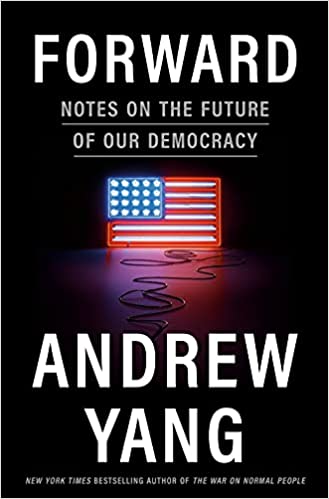 FORWARD
NOTES ON THE FUTURE
OF OUR DEMOCRACY
ANDREW
YANG
NEW YORK TIMES BESTSELLING AUTHOR OF THE WAR ON NORMAL PEOPLE